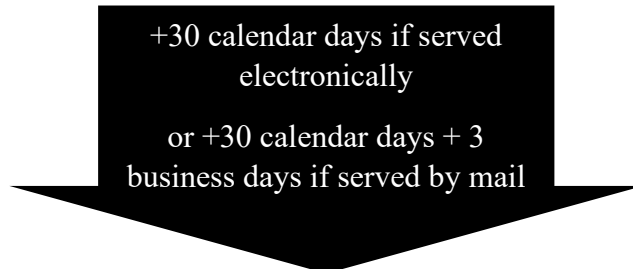 +30 calendar days if served
electronically
or +30 calendar days + 3
business days if served by mail